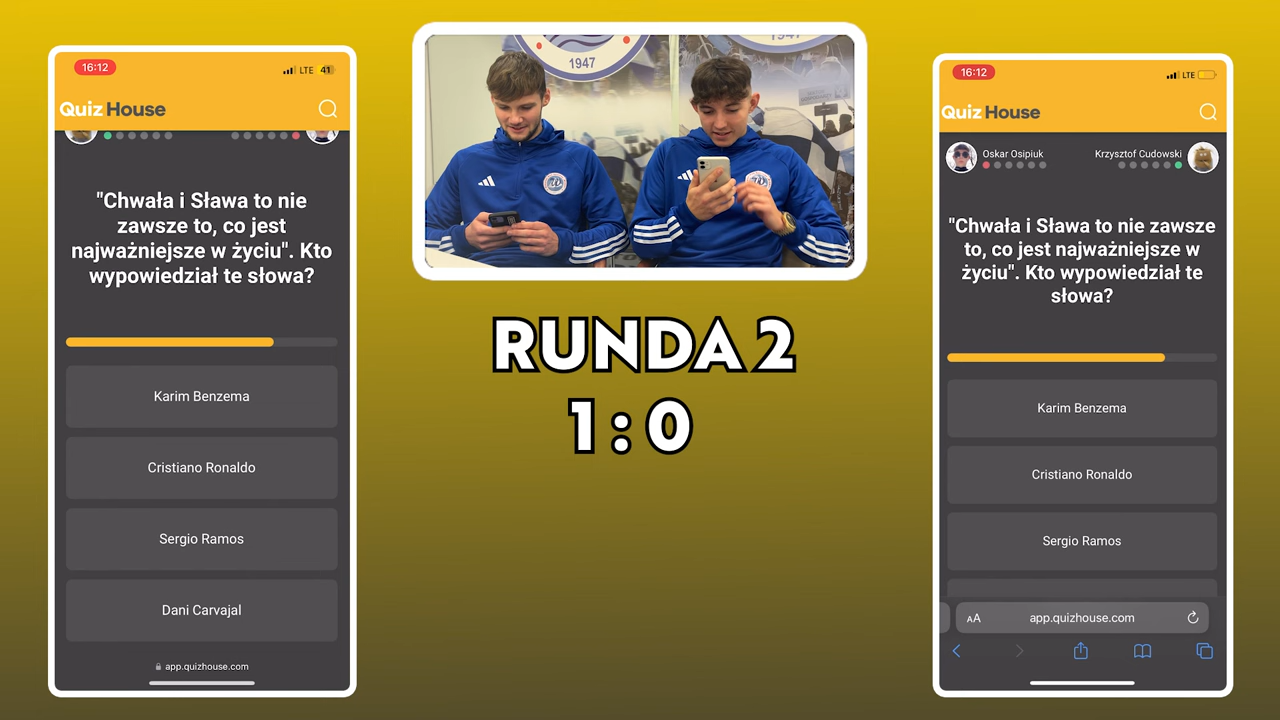 16:12
LTE 41
Quiz House
"Chwała i Sława to nie
zawsze to, co jest
najważniejsze w życiu". Kto
wypowiedział te słowa?
Karim Benzema
Cristiano Ronaldo
Sergio Ramos
Dani Carvajal
app.quizhouse.com
1947
1947
RUNDA 2
1 : 0
16:12
LTE
Quiz House
Oskar Osipiuk
Krzysztof Cudowski
"Chwała i Sława to nie zawsze
to, co jest najważniejsze w
życiu". Kto wypowiedział te
słowa?
Karim Benzema
Cristiano Ronaldo
Sergio Ramos
AA
app.quizhouse.com